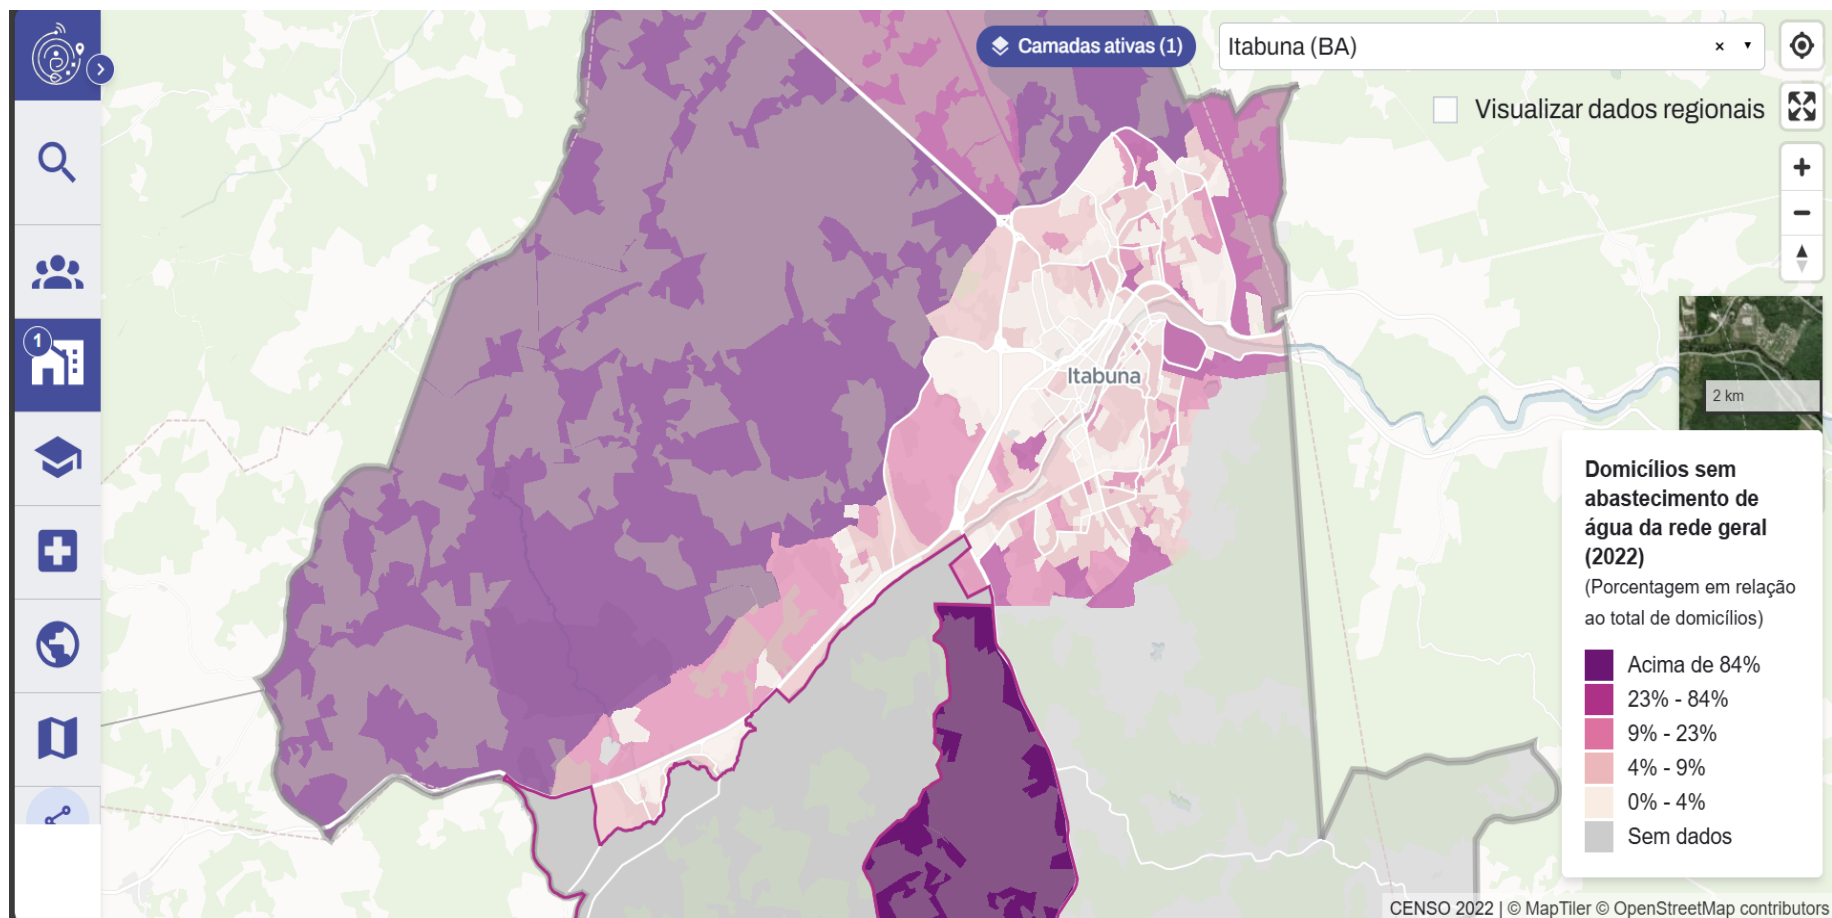 Camadas ativas (1)
Itabuna (BA)
Visualizar dados regionais
1
Itabuna
2 km
Domicílios sem
abastecimento de
água da rede geral
(2022)
(Porcentagem em relação
ao total de domicílios)
Acima de 84%
23% - 84%
9% - 23%
4% - 9%
0% - 4%
Sem dados
CENSO 2022 | © MapTiler © OpenStreetMap contributors